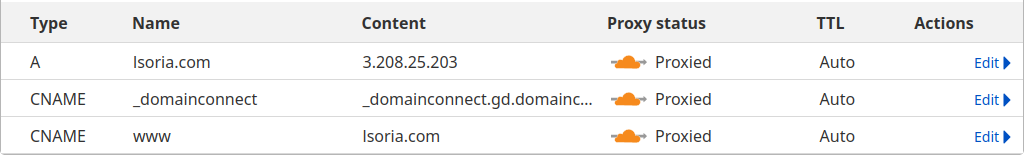 Type Name Content Proxy status TTL Actions
A lsoria.com 3.208.25.203 Proxied Auto Edit
CNAME _domainconnect _domainconnect.gd.domainc... Proxied Auto Edit
CNAME www lsoria.com Proxied Auto Edit